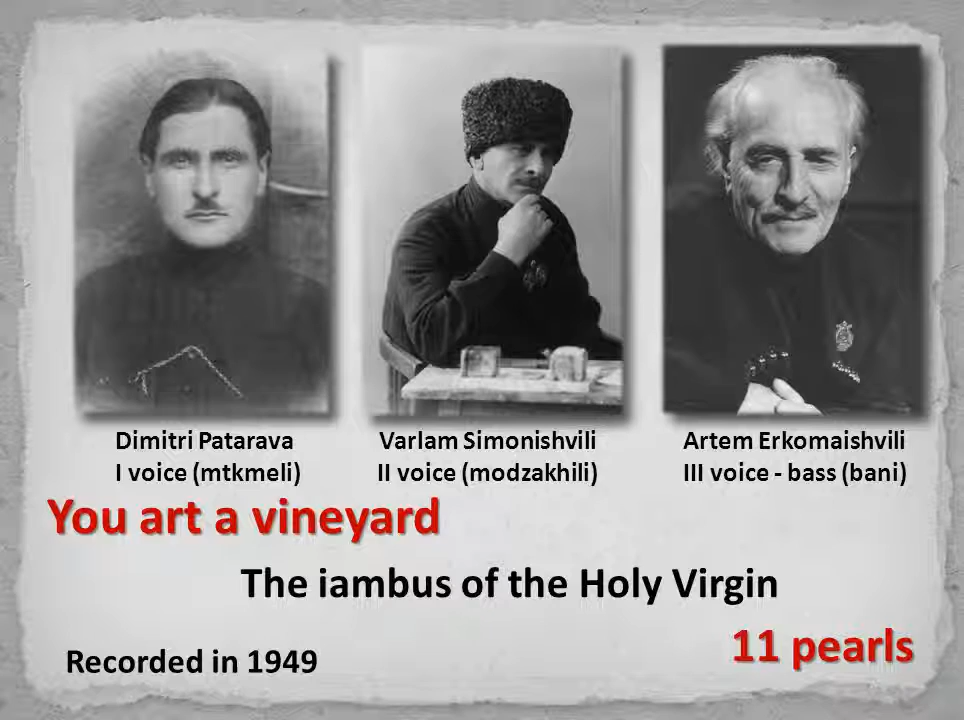 Dimitri Patarava
I voice (mtkmeli)
Varlam Simonishvili
II voice (modzakhili)
Artem Erkomaishvili
III voice - bass (bani)
You art a vineyard
The iambus of the Holy Virgin
11 pearls
Recorded in 1949